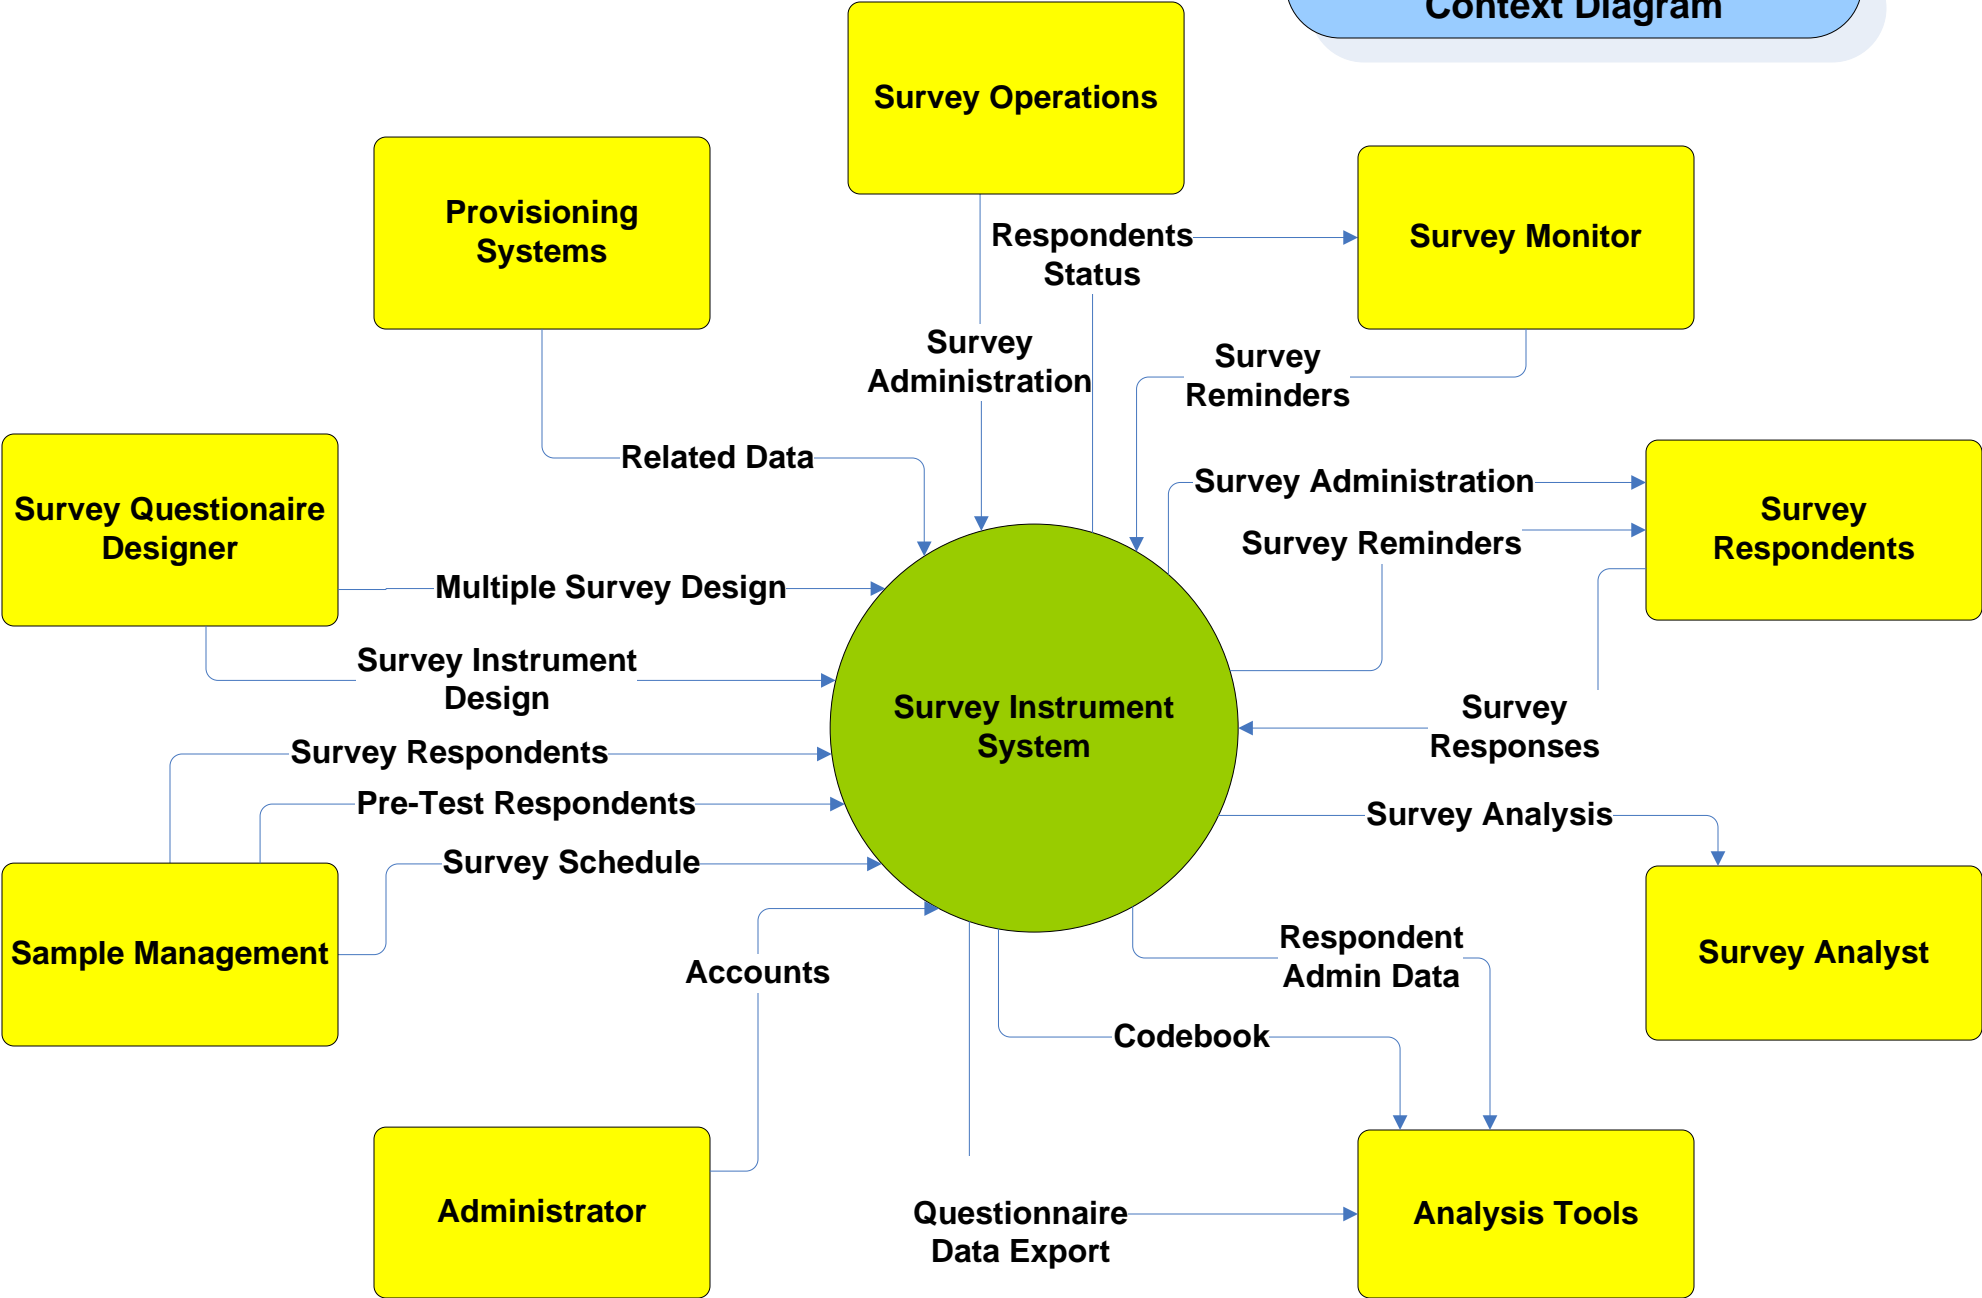 Context Diagram
Survey Operations
Provisioning
Systems
Respondents
Status
Survey Monitor
Survey
Administration
Survey
Reminders
Related Data
Survey Questionaire
Designer
Survey Administration
Survey Reminders
Survey
Respondents
Multiple Survey Design
Survey Instrument
Design
Survey Instrument
System
Survey
Responses
Survey Respondents
Pre-Test Respondents
Survey Analysis
Survey Schedule
Sample Management
Accounts
Respondent
Admin Data
Survey Analyst
Codebook
Administrator
Questionnaire
Data Export
Analysis Tools